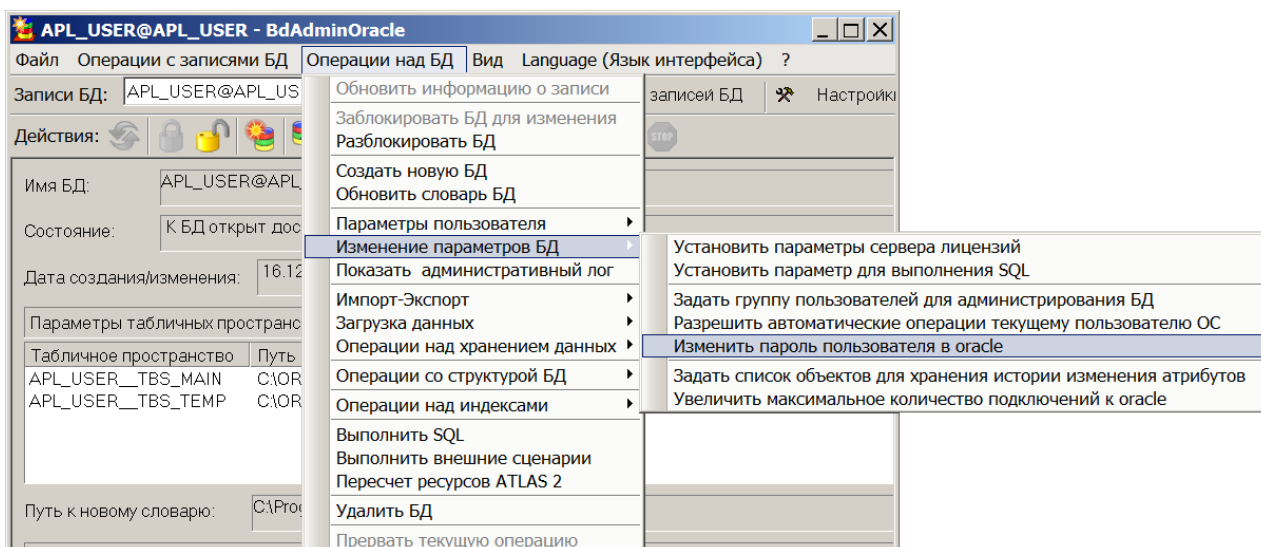 APL_USER@APL_USER - BdAdminOracle
Файл Операции с записями БД Операции над БД Вид Language (Язык интерфейса) ?
Записи БД: APL_USER@APL_US записей БД Настройки
Действия: STOP
Имя БД: APL_USER@APL_
Состояние: К БД открыт дос
Дата создания/изменения: 16.12
Параметры табличных пространс
Табличное пространство Путь
APL_USER__TBS_MAIN C:\OR
APL_USER__TBS_TEMP C:\OR
Путь к новому словарю: C:\Prog
Обновить информацию о записи
Заблокировать БД для изменения
Разблокировать БД
Создать новую БД
Обновить словарь БД
Параметры пользователя
Изменение параметров БД
Показать административный лог
Импорт-Экспорт
Загрузка данных
Операции над хранением данных
Операции со структурой БД
Операции над индексами
Выполнить SQL
Выполнить внешние сценарии
Пересчет ресурсов ATLAS 2
Удалить БД
Прервать текущую операцию
Установить параметры сервера лицензий
Установить параметр для выполнения SQL
Задать группу пользователей для администрирования БД
Разрешить автоматические операции текущему пользователю ОС
Изменить пароль пользователя в oracle
Задать список объектов для хранения истории изменения атрибутов
Увеличить максимальное количество подключений к oracle